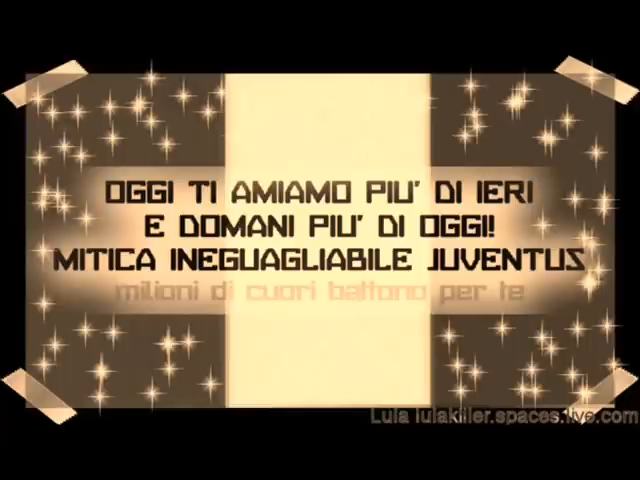 OGGI TI AMIAMO PIU' DI IERI
E DOMANI PIU' DI OGGI!
MITICA INEGUAGLIABILE JUVENTUS
milioni di cuori battono per te
Lula lulakiller.spaces.live.com